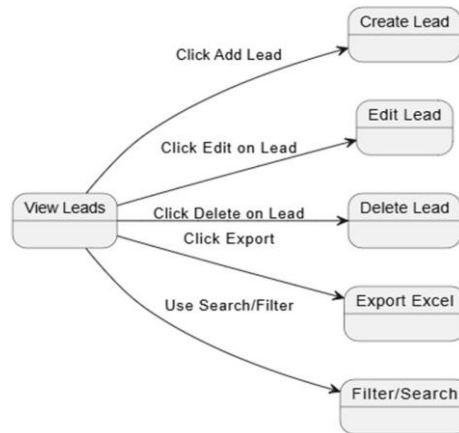 Create Lead
Click Add Lead
Edit Lead
Click Edit on Lead
View Leads
Click Delete on Lead
Delete Lead
Click Export
Export Excel
Use Search/Filter
Filter/Search